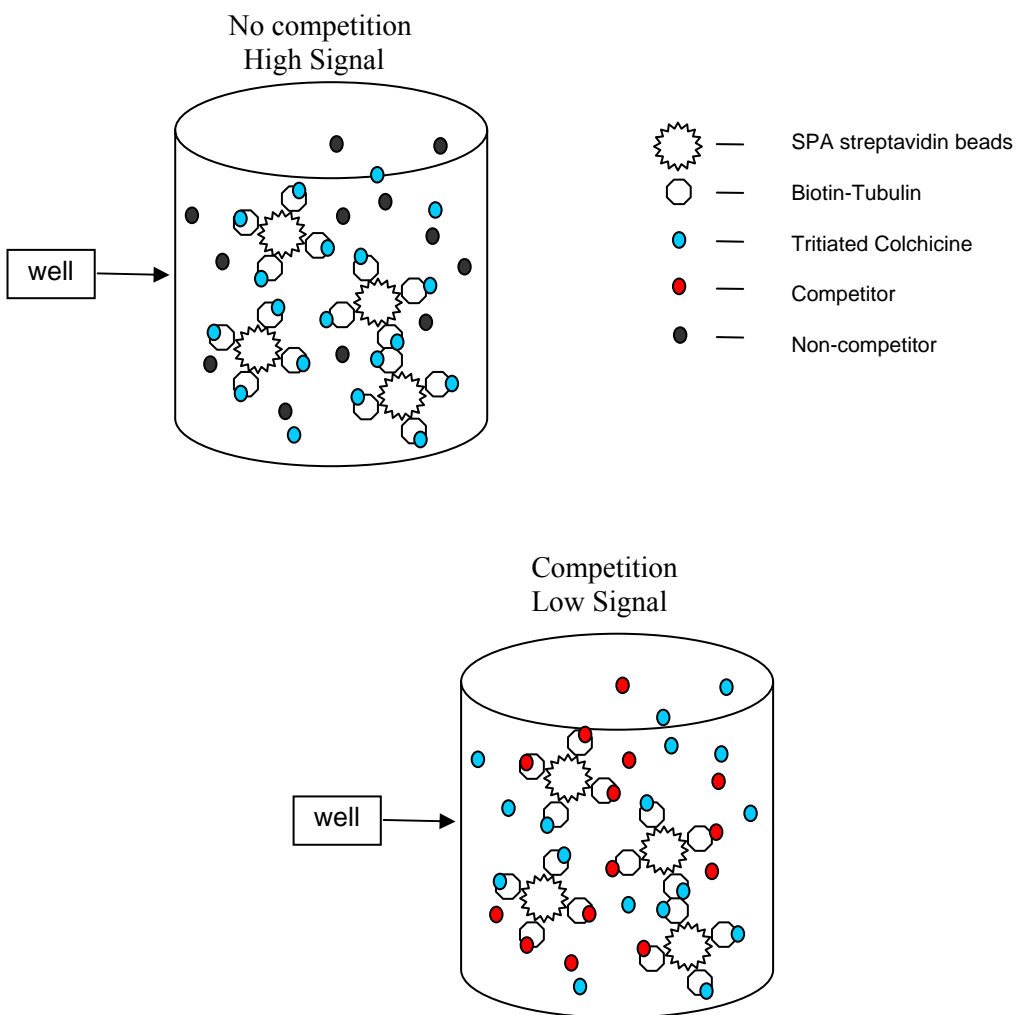 No competition
High Signal
SPA streptavidin beads
Biotin-Tubulin
Tritiated Colchicine
Competitor
Non-competitor
well
Competition
Low Signal
well